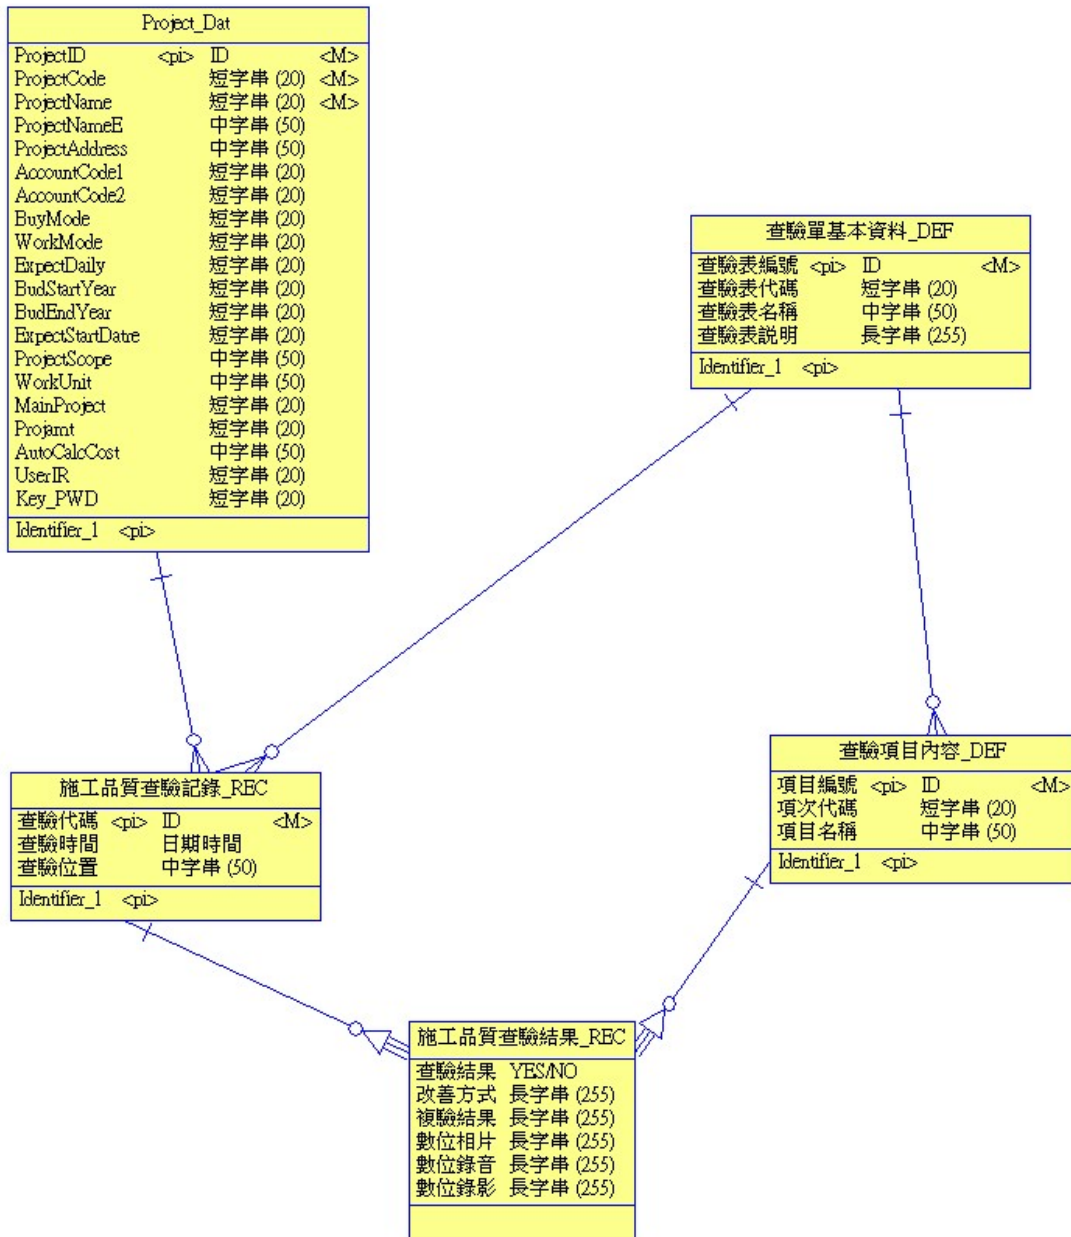 Project_Dat
ProjectID <pi> ID <M>
ProjectCode 短字串 (20) <M>
ProjectName 短字串 (20) <M>
ProjectNameE 中字串 (50)
ProjectAddress 中字串 (50)
AccountCode1 短字串 (20)
AccountCode2 短字串 (20)
BuyMode 短字串 (20)
WorkMode 短字串 (20)
ExpectDaily 短字串 (20)
BudStartYear 短字串 (20)
BudEndYear 短字串 (20)
ExpectStartDatre 短字串 (20)
ProjectScope 中字串 (50)
WorkUnit 中字串 (50)
MainProject 短字串 (20)
Projamt 短字串 (20)
AutoCalcCost 中字串 (50)
UserIR 短字串 (20)
Key_PWD 短字串 (20)
Identifier_1 <pi>
查驗單基本資料_DEF
查驗表編號 <pi> ID <M>
查驗表代碼 短字串 (20)
查驗表名稱 中字串 (50)
查驗表說明 長字串 (255)
Identifier_1 <pi>
施工品質查驗記錄_REC
查驗代碼 <pi> ID <M>
查驗時間 日期時間
查驗位置 中字串 (50)
Identifier_1 <pi>
查驗項目內容_DEF
項目編號 <pi> ID <M>
項次代碼 短字串 (20)
項目名稱 中字串 (50)
Identifier_1 <pi>
施工品質查驗結果_REC
查驗結果 YES/NO
改善方式 長字串 (255)
複驗結果 長字串 (255)
數位相片 長字串 (255)
數位錄音 長字串 (255)
數位錄影 長字串 (255)